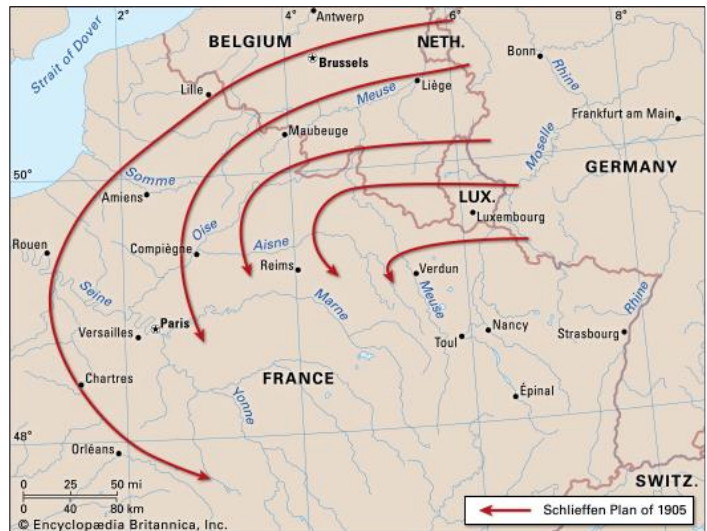 2°
4°
6°
8°
Antwerp
BELGIUM
NETH.
Strait of Dover
Brussels
Bonn
Rhine
Lille
Meuse
Liège
Maubeuge
Frankfurt am Main
Moselle
50°
Somme
GERMANY
Amiens
LUX.
Luxembourg
Rouen
Oise
Compiègne
Aisne
Reims
Verdun
Seine
Marne
Meuse
Rhine
Paris
Versailles
Nancy
Toul
Strasbourg
Chartres
FRANCE
Yonne
Épinal
48°
Orléans
SWITZ.
0 25 50 mi
0 40 80 km
Schlieffen Plan of 1905
© Encyclopædia Britannica, Inc.